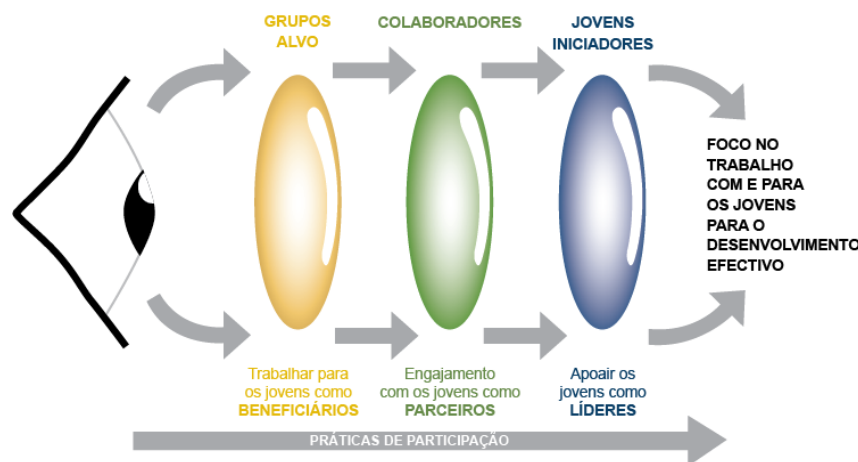 GRUPOS
ALVO
COLABORADORES
JOVENS
INICIADORES
FOCO NO
TRABALHO
COM E PARA
OS JOVENS
PARA O
DESENVOLVIMENTO
EFECTIVO
Trabalhar para
os jovens como
BENEFICIÁRIOS
Engajamento
com os jovens como
PARCEIROS
Apoair os
jovens como
LÍDERES
PRÁTICAS DE PARTICIPAÇÃO